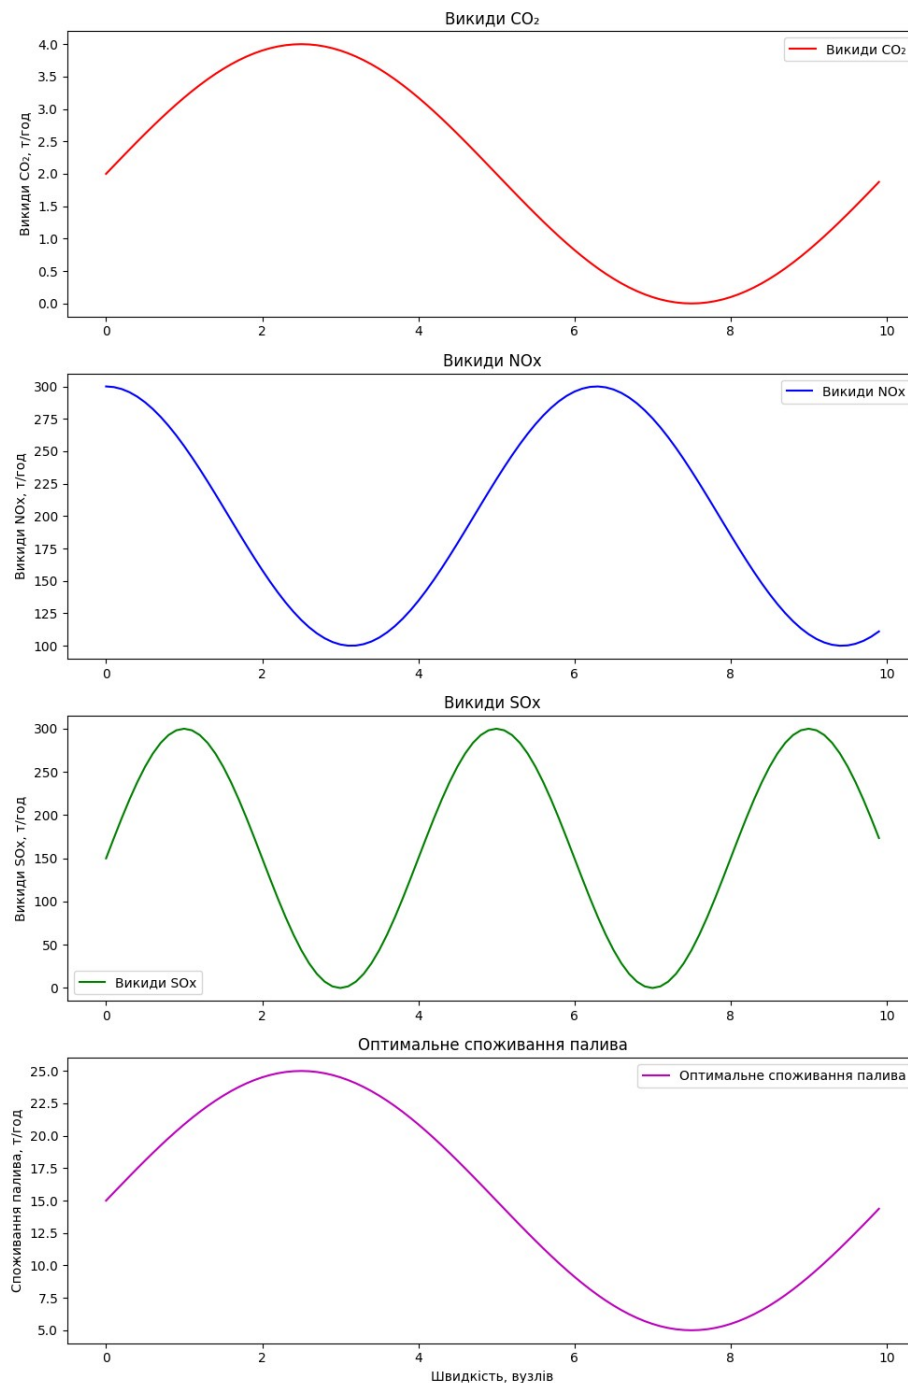 Викиди CO₂
Викиди CO₂, т/год
Викиди CO₂
4.0
3.5
3.0
2.5
2.0
1.5
1.0
0.5
0.0
0 2 4 6 8 10
Викиди NOx
Викиди NOx, т/год
Викиди NOx
300
275
250
225
200
175
150
125
100
0 2 4 6 8 10
Викиди SOx
Викиди SOx, т/год
300
250
200
150
100
50
0
Викиди SOx
0 2 4 6 8 10
Оптимальне споживання палива
Споживання палива, т/год
Оптимальне споживання палива
25.0
22.5
20.0
17.5
15.0
12.5
10.0
7.5
5.0
0 2 4 6 8 10
Швидкість, вузлів